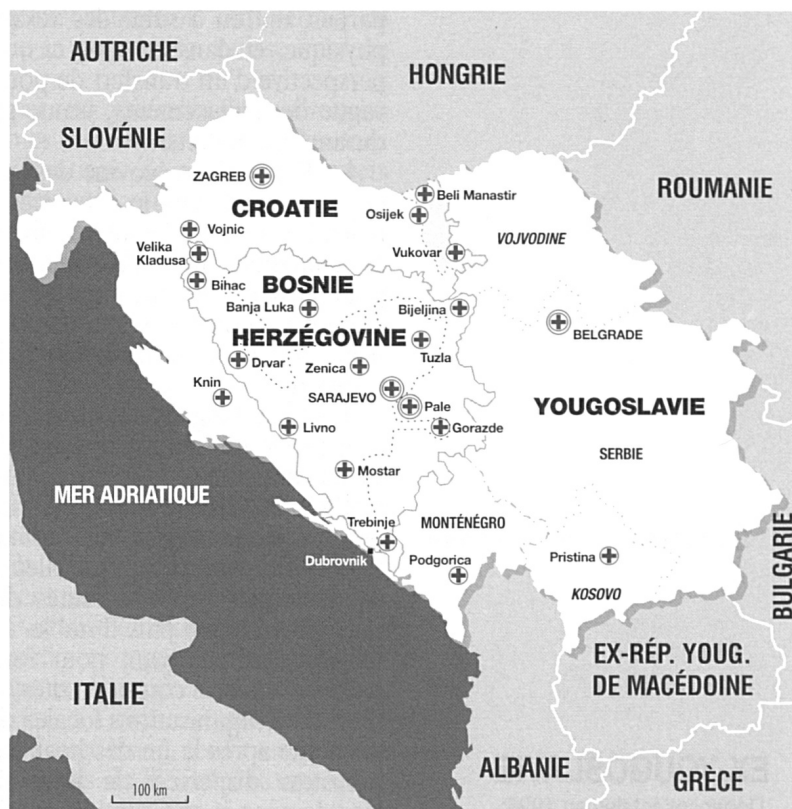 AUTRICHE
HONGRIE
SLOVÉNIE
ROUMANIE
ZAGREB
CROATIE
Beli Manastir
Osijek
VOJVODINE
Vojnic
Velika
Kladusa
Vukovar
Bihac
BOSNIE
Banja Luka
Bijeljina
BELGRADE
HERZÉGOVINE
Tuzla
Drvar
Zenica
Knin
SARAJEVO
Pale
YOUGOSLAVIE
Livno
Gorazde
SERBIE
Mostar
MER ADRIATIQUE
Trebinje
MONTÉNÉGRO
Dubrovnik
Podgorica
Pristina
KOSOVO
BULGARIE
EX-RÉP. YOUG.
DE MACÉDOINE
ITALIE
ALBANIE
GRÈCE
100 km